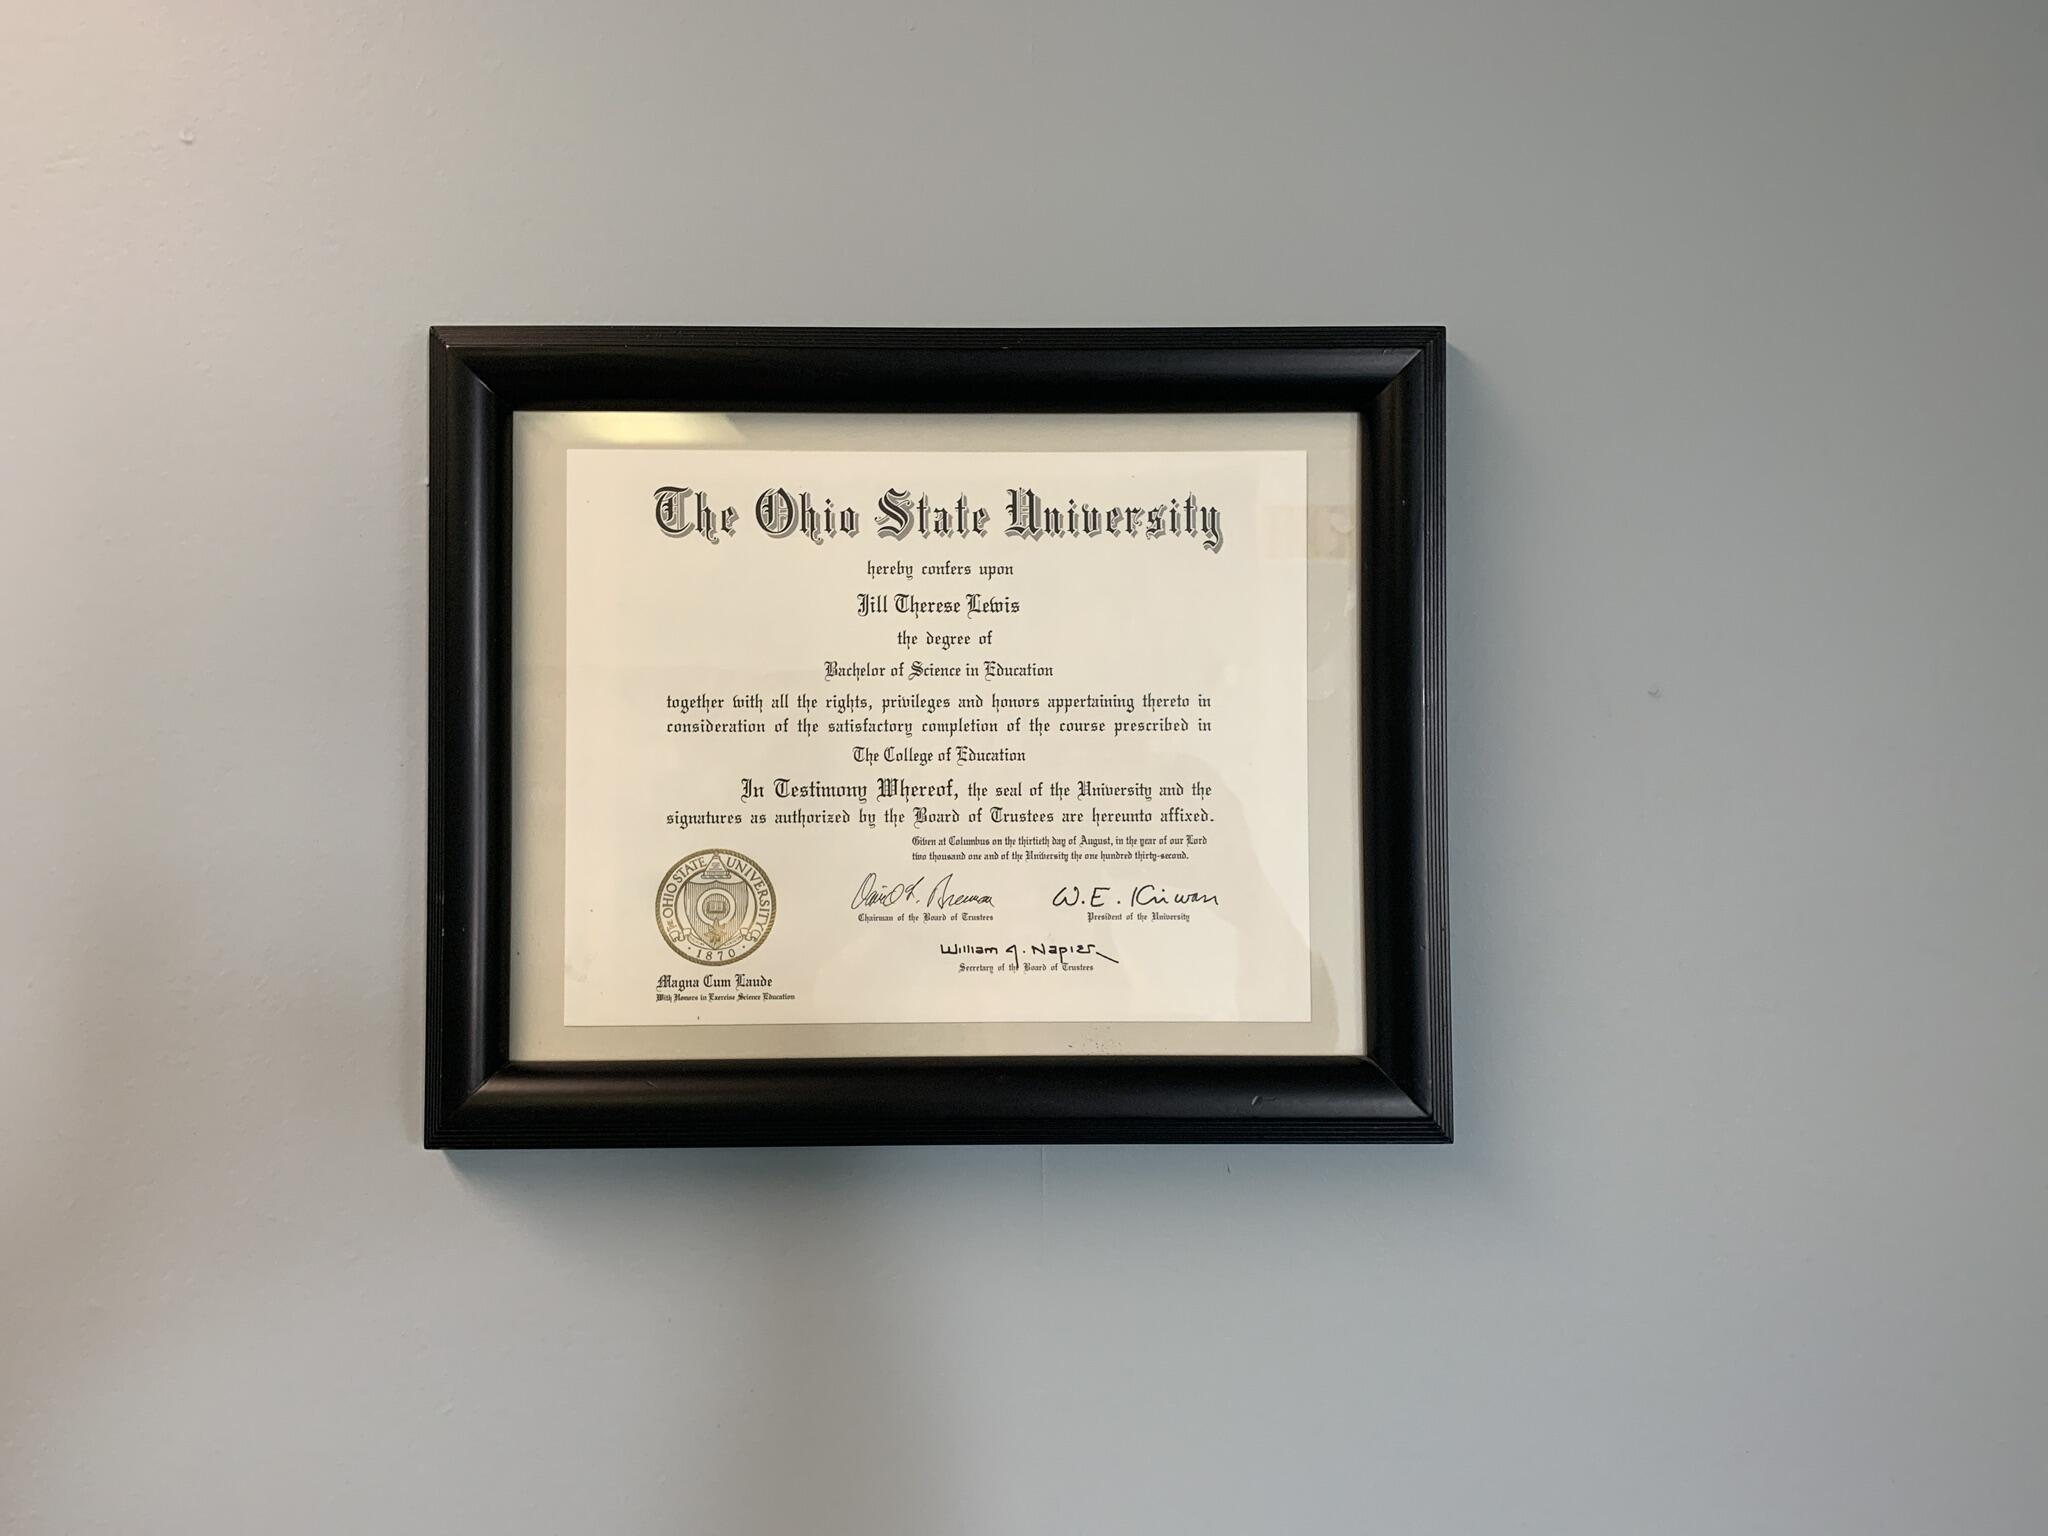 The Ohio State University
hereby confers upon
Jill Therese Lewis
the degree of
Bachelor of Science in Education
together with all the rights, privileges and honors appertaining thereto in
consideration of the satisfactory completion of the course prescribed in
The College of Education
In Testimony Whereof, the seal of the University and the
signatures as authorized by the Board of Trustees are hereunto affixed.
Given at Columbus on the thirtieth day of August, in the year of our Lord
two thousand one and of the University the one hundred thirty-second.
THE OHIO STATE UNIVERSITY
1870
David L. Brennan
Chairman of the Board of Trustees
W. E. Kirwan
President of the University
William J. Napier
Secretary of the Board of Trustees
Magna Cum Laude
With Honors in Exercise Science Education